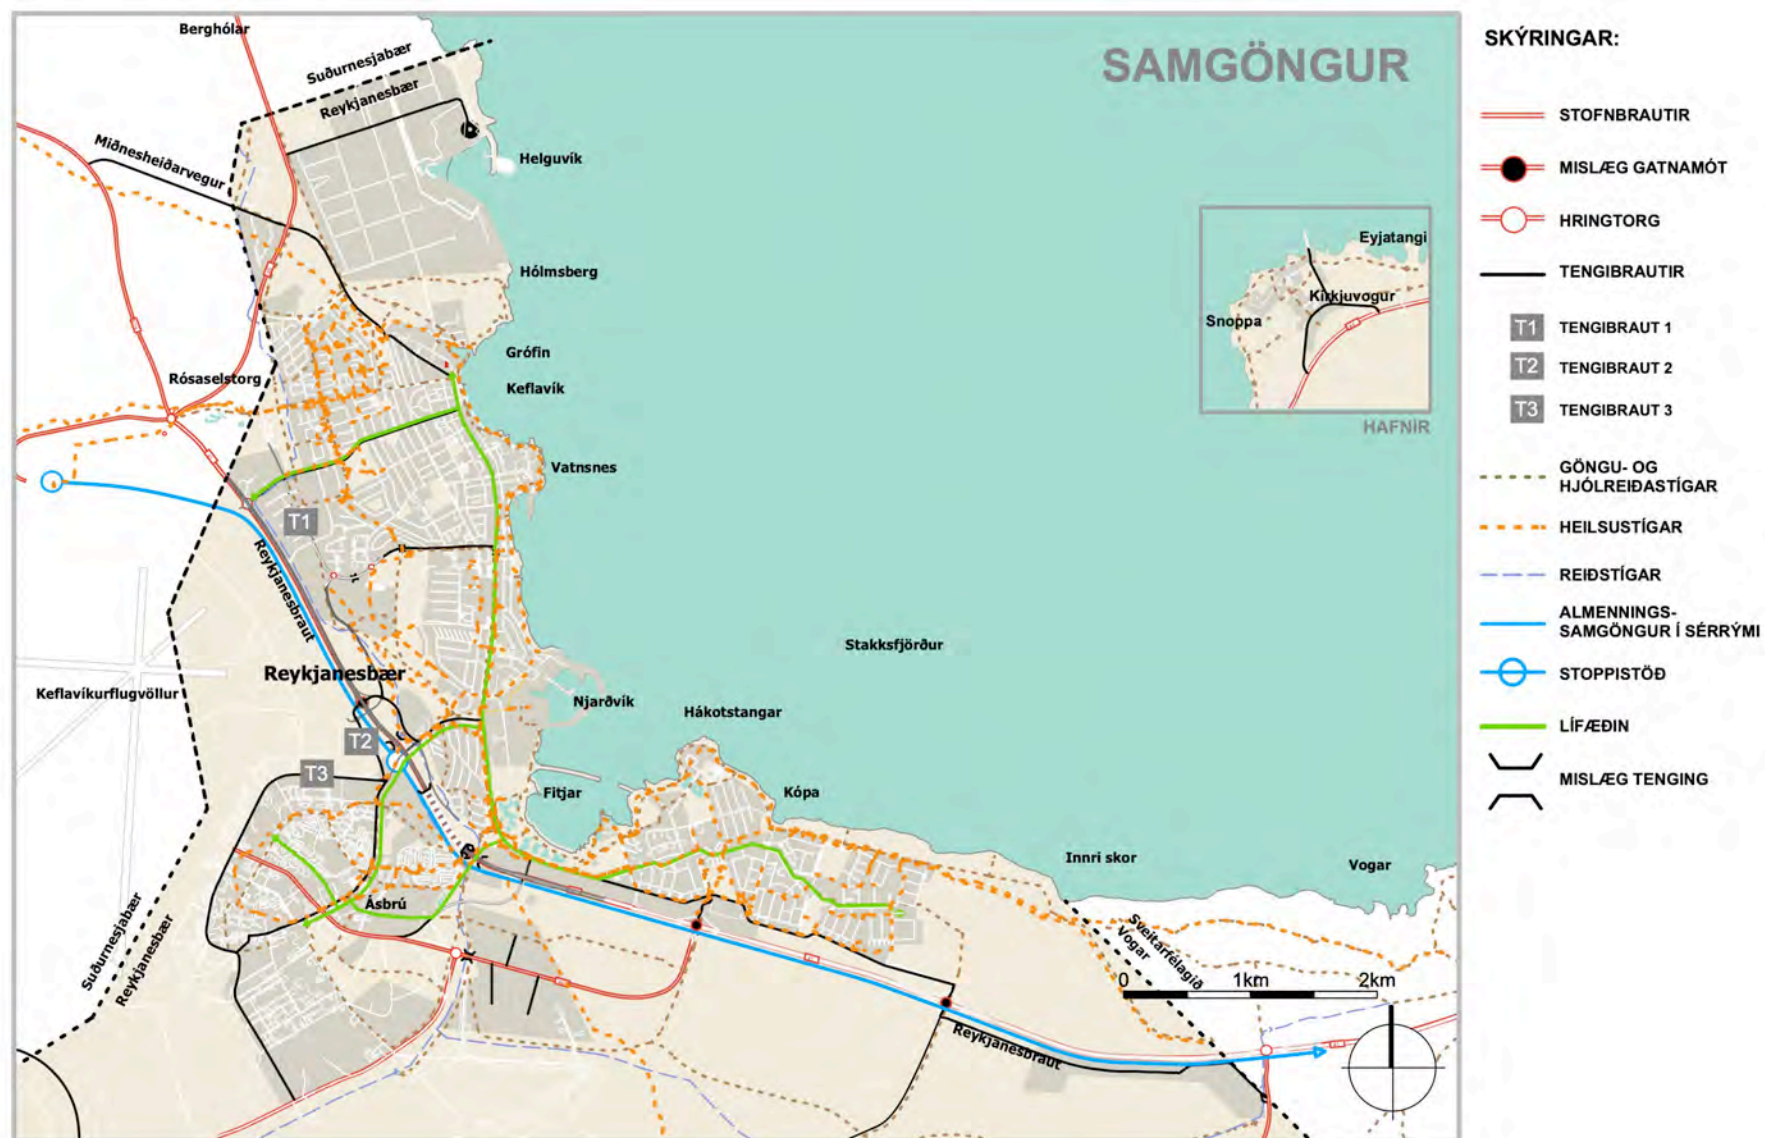 SAMGÖNGUR
Berghólar
Suðurnesjabær
Reykjanesbær
Miðnesheiðarvegur
Helguvík
Hólmsberg
Grófin
Rósaselstorg
Keflavík
Vatnsnes
T1
Reykjanesbraut
Stakksfjörður
Reykjanesbær
Keflavíkurflugvöllur
Njarðvík
Hákotstangar
T2
T3
Fitjar
Kópa
Innri skor
Vogar
Ásbrú
Suðurnesjabær
Reykjanesbær
Sveitarfélagið
Vogar
0 1km 2km
Reykjanesbraut
Eyjatangi
Kirkjuvogur
Snoppa
HAFNIR
SKÝRINGAR:
STOFNBRAUTIR
MISLÆG GATNAMÓT
HRINGTORG
TENGIBRAUTIR
T1 TENGIBRAUT 1
T2 TENGIBRAUT 2
T3 TENGIBRAUT 3
GÖNGU- OG
HJÓLREIÐASTÍGAR
HEILSUSTÍGAR
REIÐSTÍGAR
ALMENNINGS-
SAMGÖNGUR Í SÉRRÝMI
STOPPISTÖÐ
LÍFÆÐIN
MISLÆG TENGING